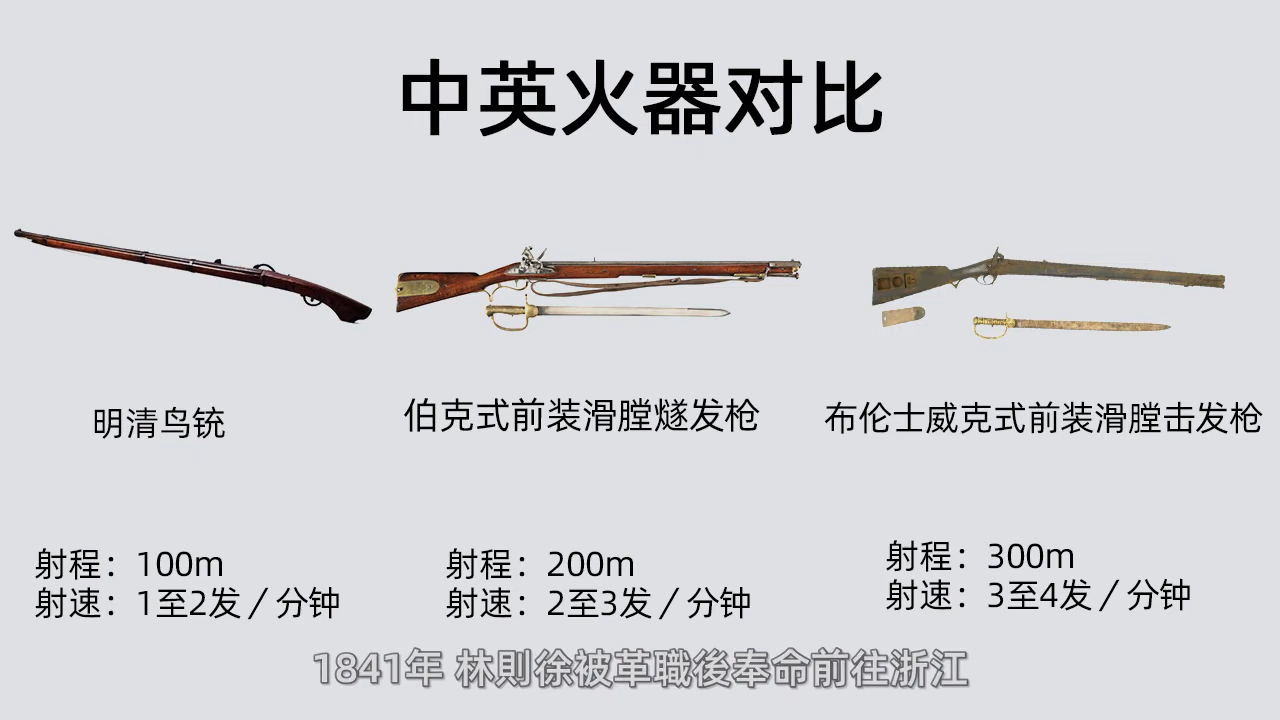 中英火器对比
明清鸟铳
伯克式前装滑膛燧发枪
布伦士威克式前装滑膛击发枪
射程：100m
射速：1至2发／分钟
射程：200m
射速：2至3发／分钟
射程：300m
射速：3至4发／分钟
1841年 林則徐被革職後奉命前往浙江